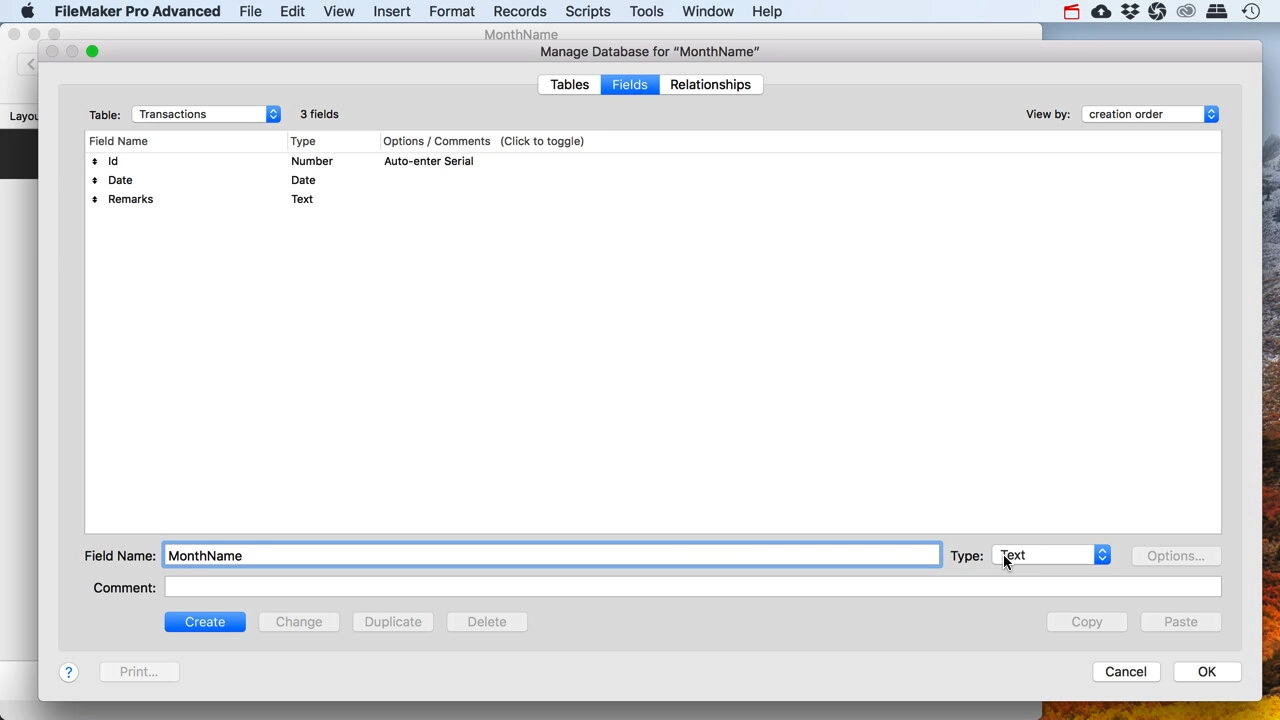 FileMaker Pro Advanced File Edit View Insert Format Records Scripts Tools Window Help
MonthName
Manage Database for “MonthName”
Tables Fields Relationships
Layou
Table: Transactions 3 fields View by: creation order
Field Name Type Options / Comments (Click to toggle)
Id Number Auto-enter Serial
Date Date
Remarks Text
Field Name: MonthName Type: Text Options...
Comment:
Create Change Duplicate Delete Copy Paste
? Print... Cancel OK